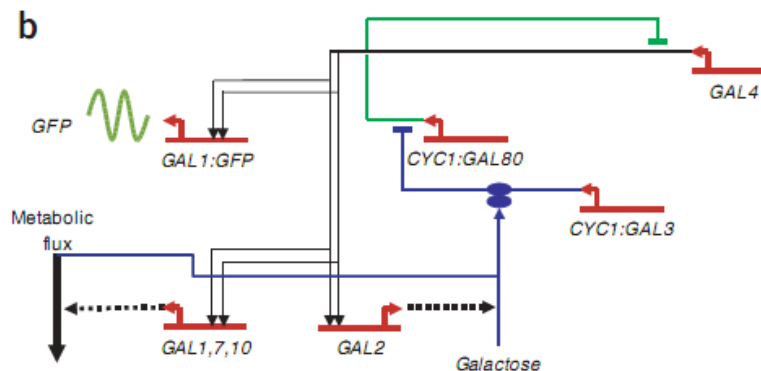 b
GAL4
GFP
GAL1:GFP
CYC1:GAL80
CYC1:GAL3
Metabolic
flux
GAL1,7,10
GAL2
Galactose